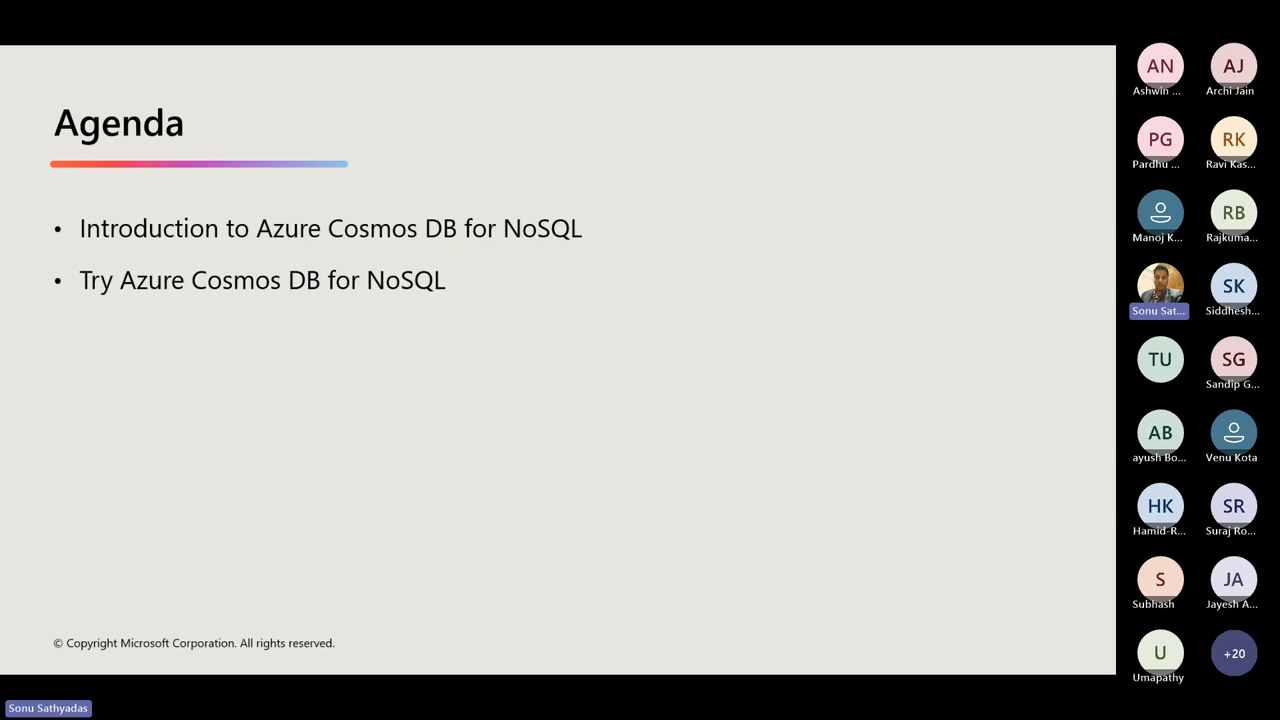 Agenda
• Introduction to Azure Cosmos DB for NoSQL
• Try Azure Cosmos DB for NoSQL
© Copyright Microsoft Corporation. All rights reserved.
AN
Ashwin ...
AJ
Archi Jain
PG
Pardhu ...
RK
Ravi Kas...
Manoj K...
RB
Rajkuma...
Sonu Sat...
SK
Siddhesh...
TU
SG
Sandip G...
AB
ayush Bo...
Venu Kota
HK
Hamid-R...
SR
Suraj Ro...
S
Subhash
JA
Jayesh A...
U
Umapathy
+20
Sonu Sathyadas